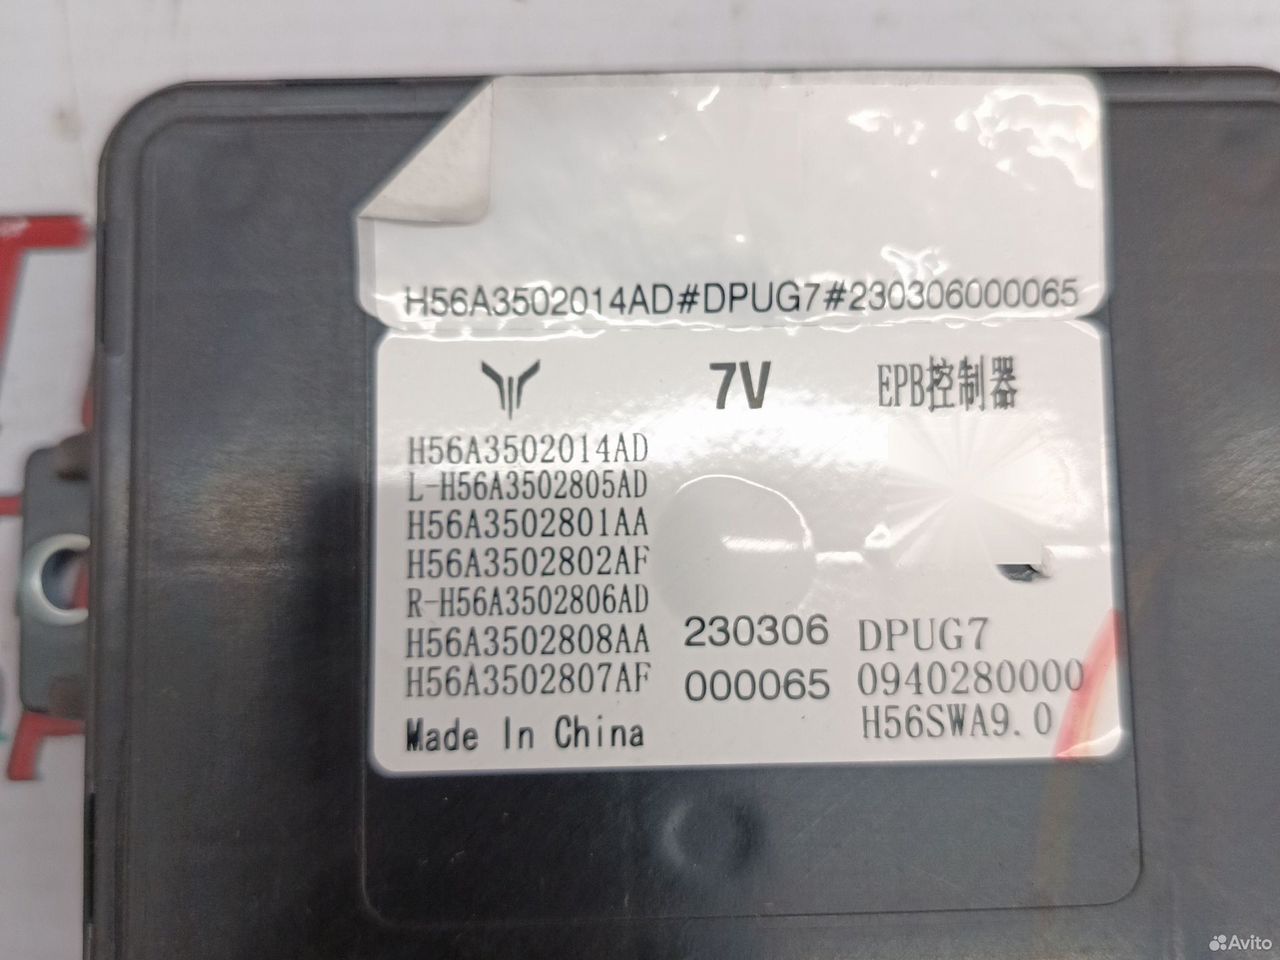 H56A3502014AD#DPUG7#230306000065
7V
EPB控制器
H56A3502014AD
L-H56A3502805AD
H56A3502801AA
H56A3502802AF
R-H56A3502806AD
H56A3502808AA
H56A3502807AF
Made In China
230306
000065
DPUG7
0940280000
H56SWA9.0
Avito